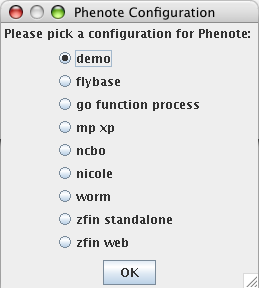 Phenote Configuration
Please pick a configuration for Phenote:
demo
flybase
go function process
mp xp
ncbo
nicole
worm
zfin standalone
zfin web
OK